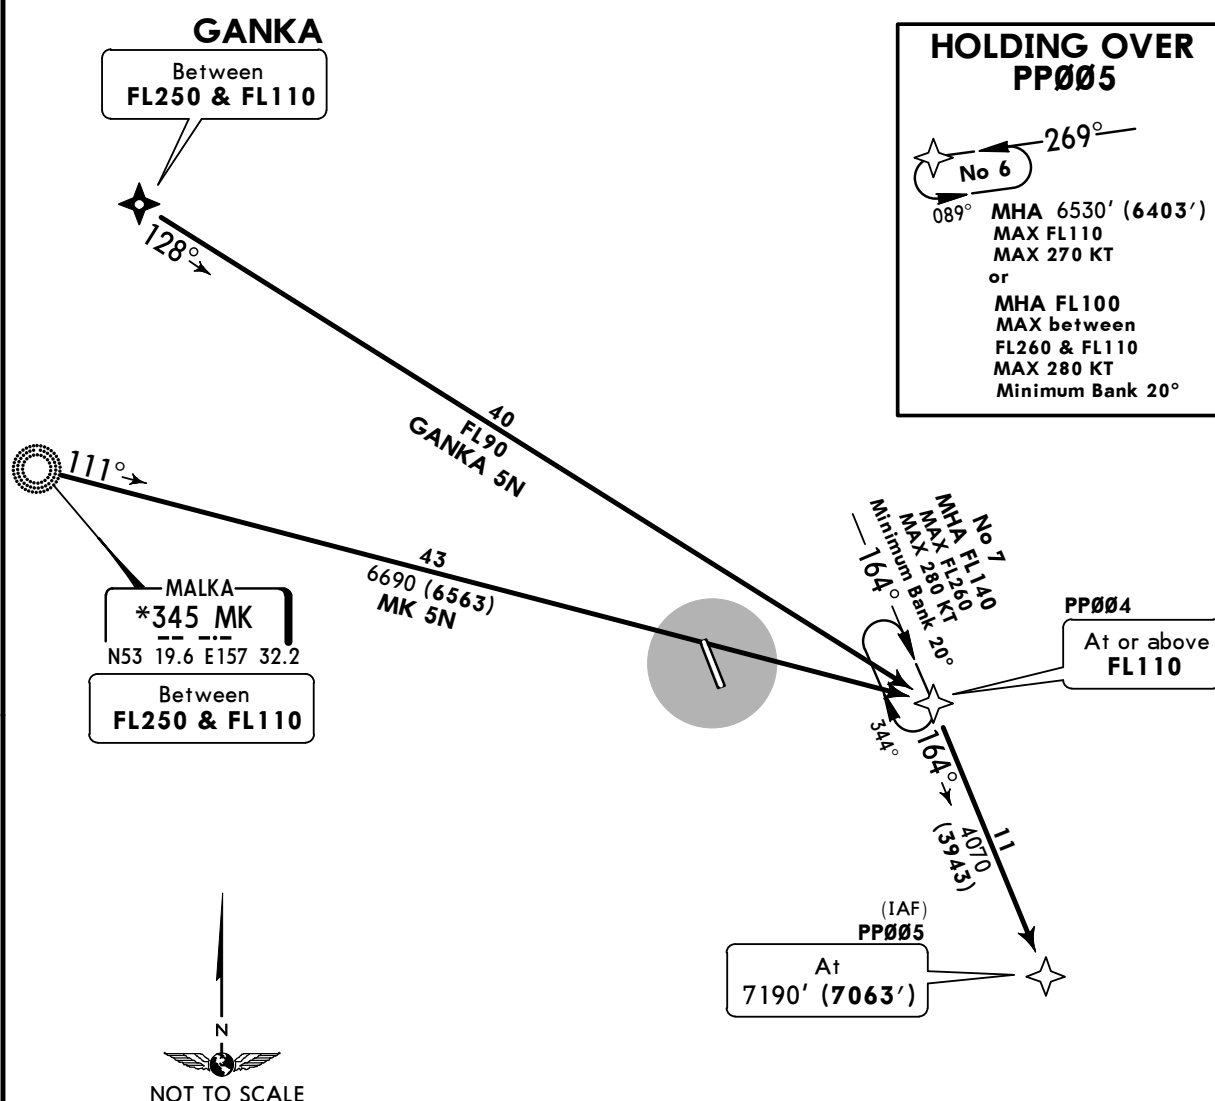 GANKA
Between
FL250 & FL110
128°
HOLDING OVER
PPØØ5
269°
No 6
089°
MHA 6530' (6403')
MAX FL110
MAX 270 KT
or
MHA FL100
MAX between
FL260 & FL110
MAX 280 KT
Minimum Bank 20°
40
FL90
GANKA 5N
111°
43
6690 (6563)
MK 5N
MALKA
*345 MK
N53 19.6 E157 32.2
Between
FL250 & FL110
No 7
MHA FL140
MAX FL260
MAX 280 KT
Minimum Bank 20°
164°
344°
PPØØ4
At or above
FL110
164°
11
4070
(3943)
(IAF)
PPØØ5
At
7190' (7063')
N
NOT TO SCALE